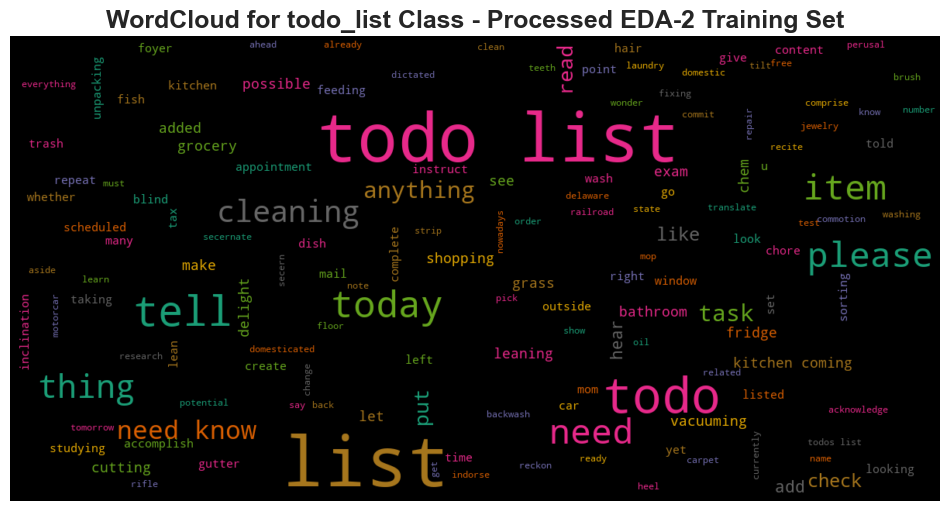 WordCloud for todo_list Class - Processed EDA-2 Training Set
foyer ahead already clean hair give content perusal
everything unpacking kitchen possible feeding dictated teeth read point laundry domestic tilt free brush
fish fixing wonder commit comprise know number
trash added grocery todo list repair jewelry recite told
repeat must appointment instruct wash exam chem u
whether blind tax anything see delaware go item
scheduled many secernate cleaning strip nowadays order railroad state translate commotion washing test
dish complete shopping like look chore please
aside learn make secern mail note mop window right
inclination motorcar taking tell delight today floor grass pick outside bathroom task set sorting
research lean domesticated left show oil hear fridge
thing create change leaning kitchen coming
potential say back put mom todo related listed
tomorrow need know let backwash car need vacuuming acknowledge
studying accomplish list time reckon ready yet currently todos list
cutting gutter get indorse carpet name looking
rifle heel add check